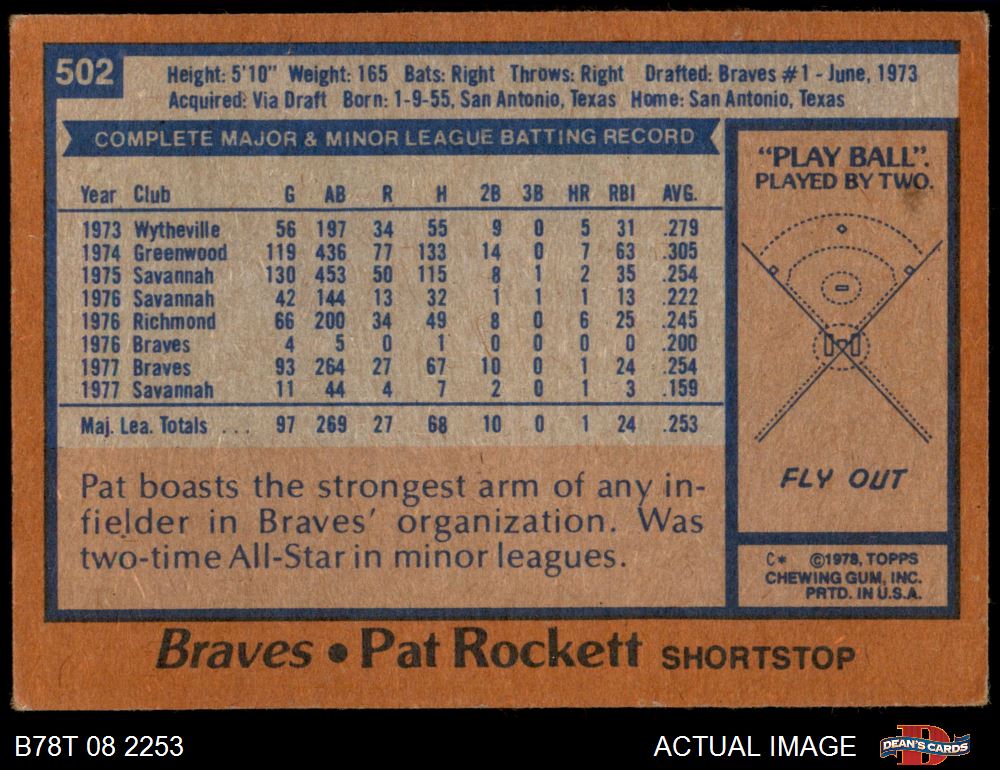 502
Height: 5'10" Weight: 165 Bats: Right Throws: Right Drafted: Braves #1 - June, 1973
Acquired: Via Draft Born: 1-9-55, San Antonio, Texas Home: San Antonio, Texas
COMPLETE MAJOR & MINOR LEAGUE BATTING RECORD
Year Club G AB R H 2B 3B HR RBI AVG.
1973 Wytheville 56 197 34 55 9 0 5 31 .279
1974 Greenwood 119 436 77 133 14 0 7 63 .305
1975 Savannah 130 453 50 115 8 1 2 35 .254
1976 Savannah 42 144 13 32 1 1 1 13 .222
1976 Richmond 66 200 34 49 8 0 6 25 .245
1976 Braves 4 5 0 1 0 0 0 0 .200
1977 Braves 93 264 27 67 10 0 1 24 .254
1977 Savannah 11 44 4 7 2 0 1 3 .159
Maj. Lea. Totals ... 97 269 27 68 10 0 1 24 .253
Pat boasts the strongest arm of any in-
fielder in Braves' organization. Was
two-time All-Star in minor leagues.
"PLAY BALL".
PLAYED BY TWO.
FLY OUT
C* ©1978, TOPPS
CHEWING GUM, INC.
PRTD. IN U.S.A.
Braves • Pat Rockett SHORTSTOP
B78T 08 2253
ACTUAL IMAGE
D
DEAN'S CARDS